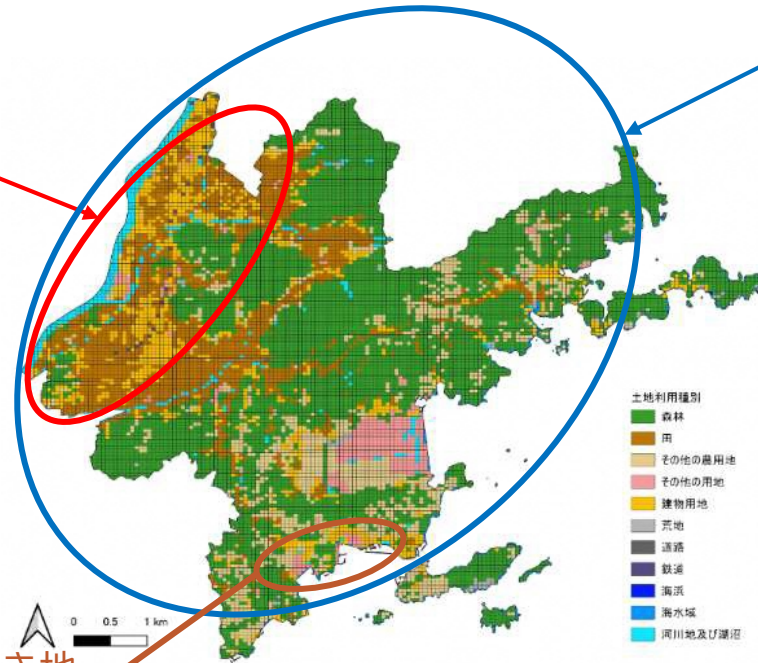 土地利用種別
森林
田
その他の農用地
その他の用地
建物用地
荒地
道路
鉄道
海浜
海水域
河川地及び湖沼
0 0.5 1 km